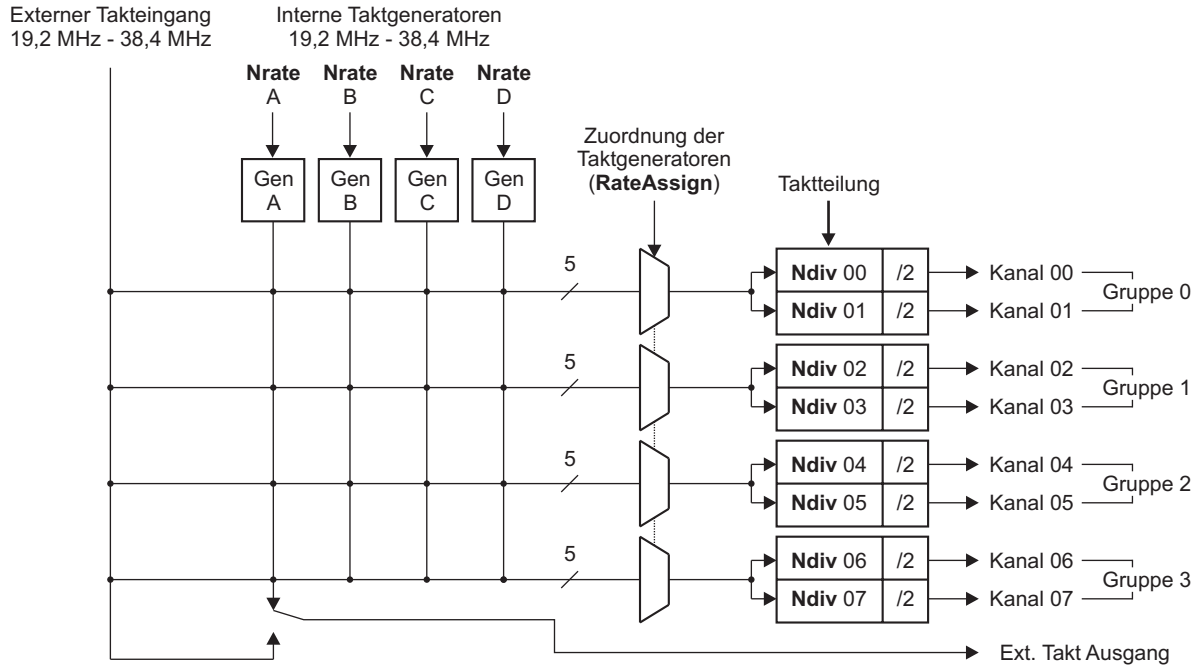 Externer Takteingang
19,2 MHz - 38,4 MHz
Interne Taktgeneratoren
19,2 MHz - 38,4 MHz
Nrate Nrate Nrate Nrate
A B C D
Gen Gen Gen Gen
A B C D
Zuordnung der
Taktgeneratoren
(RateAssign)
Taktteilung
5
Ndiv 00 /2 Kanal 00
Gruppe 0
Ndiv 01 /2 Kanal 01
5
Ndiv 02 /2 Kanal 02
Gruppe 1
Ndiv 03 /2 Kanal 03
5
Ndiv 04 /2 Kanal 04
Gruppe 2
Ndiv 05 /2 Kanal 05
5
Ndiv 06 /2 Kanal 06
Gruppe 3
Ndiv 07 /2 Kanal 07
Ext. Takt Ausgang